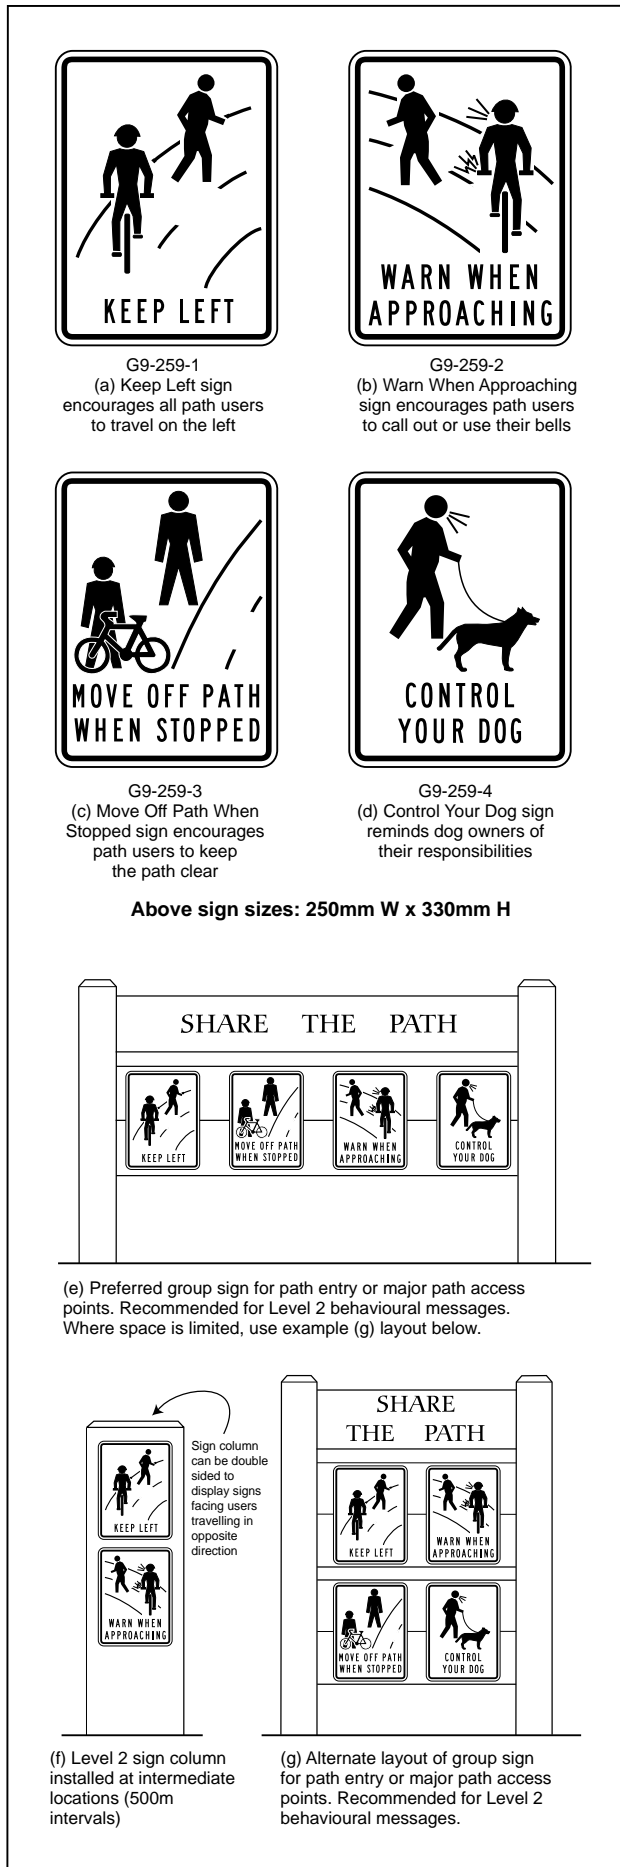 KEEP LEFT
G9-259-1
(a) Keep Left sign
encourages all path users
to travel on the left
WARN WHEN
APPROACHING
G9-259-2
(b) Warn When Approaching
sign encourages path users
to call out or use their bells
MOVE OFF PATH
WHEN STOPPED
G9-259-3
(c) Move Off Path When
Stopped sign encourages
path users to keep
the path clear
CONTROL
YOUR DOG
G9-259-4
(d) Control Your Dog sign
reminds dog owners of
their responsibilities
Above sign sizes: 250mm W x 330mm H
SHARE THE PATH
KEEP LEFT
MOVE OFF PATH
WHEN STOPPED
WARN WHEN
APPROACHING
CONTROL
YOUR DOG
(e) Preferred group sign for path entry or major path access
points. Recommended for Level 2 behavioural messages.
Where space is limited, use example (g) layout below.
KEEP LEFT
WARN WHEN
APPROACHING
Sign column
can be double
sided to
display signs
facing users
travelling in
opposite
direction
(f) Level 2 sign column
installed at intermediate
locations (500m
intervals)
SHARE
THE PATH
KEEP LEFT
WARN WHEN
APPROACHING
MOVE OFF PATH
WHEN STOPPED
CONTROL
YOUR DOG
(g) Alternate layout of group sign
for path entry or major path access
points. Recommended for Level 2
behavioural messages.